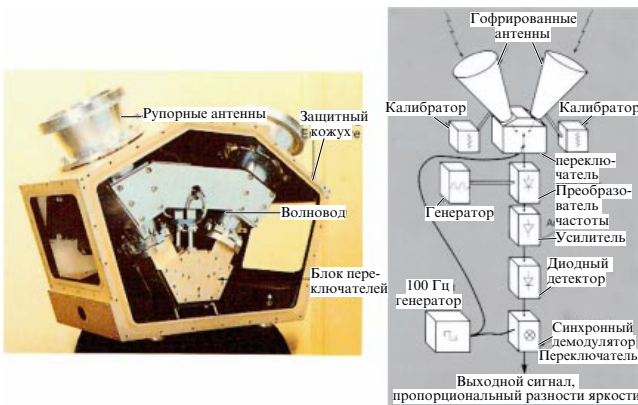 Рупорные антенны
Защитный
кожух
Волновод
Блок пере-
ключателей
Гофрированные
антенны
Калибратор
Калибратор
переклю-
чатель
Генератор
Преобразо-
ватель
частоты
Усилитель
Диодный
детектор
100 Гц
генератор
Синхронный
демодулятор
Переключатель
Выходной сигнал,
пропорциональный разности яркости